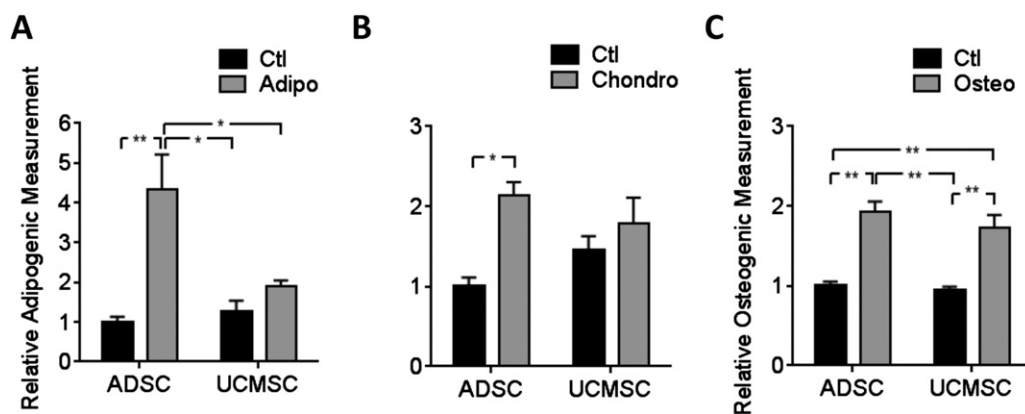 A
Ctl
Adipo
Relative Adipogenic Measurement
6
5
4
3
2
1
0
**
*
*
ADSC
UCMSC
B
Ctl
Chondro
3
2
1
0
*
ADSC
UCMSC
C
Ctl
Osteo
Relative Osteogenic Measurement
3
2
1
0
**
**
**
**
ADSC
UCMSC